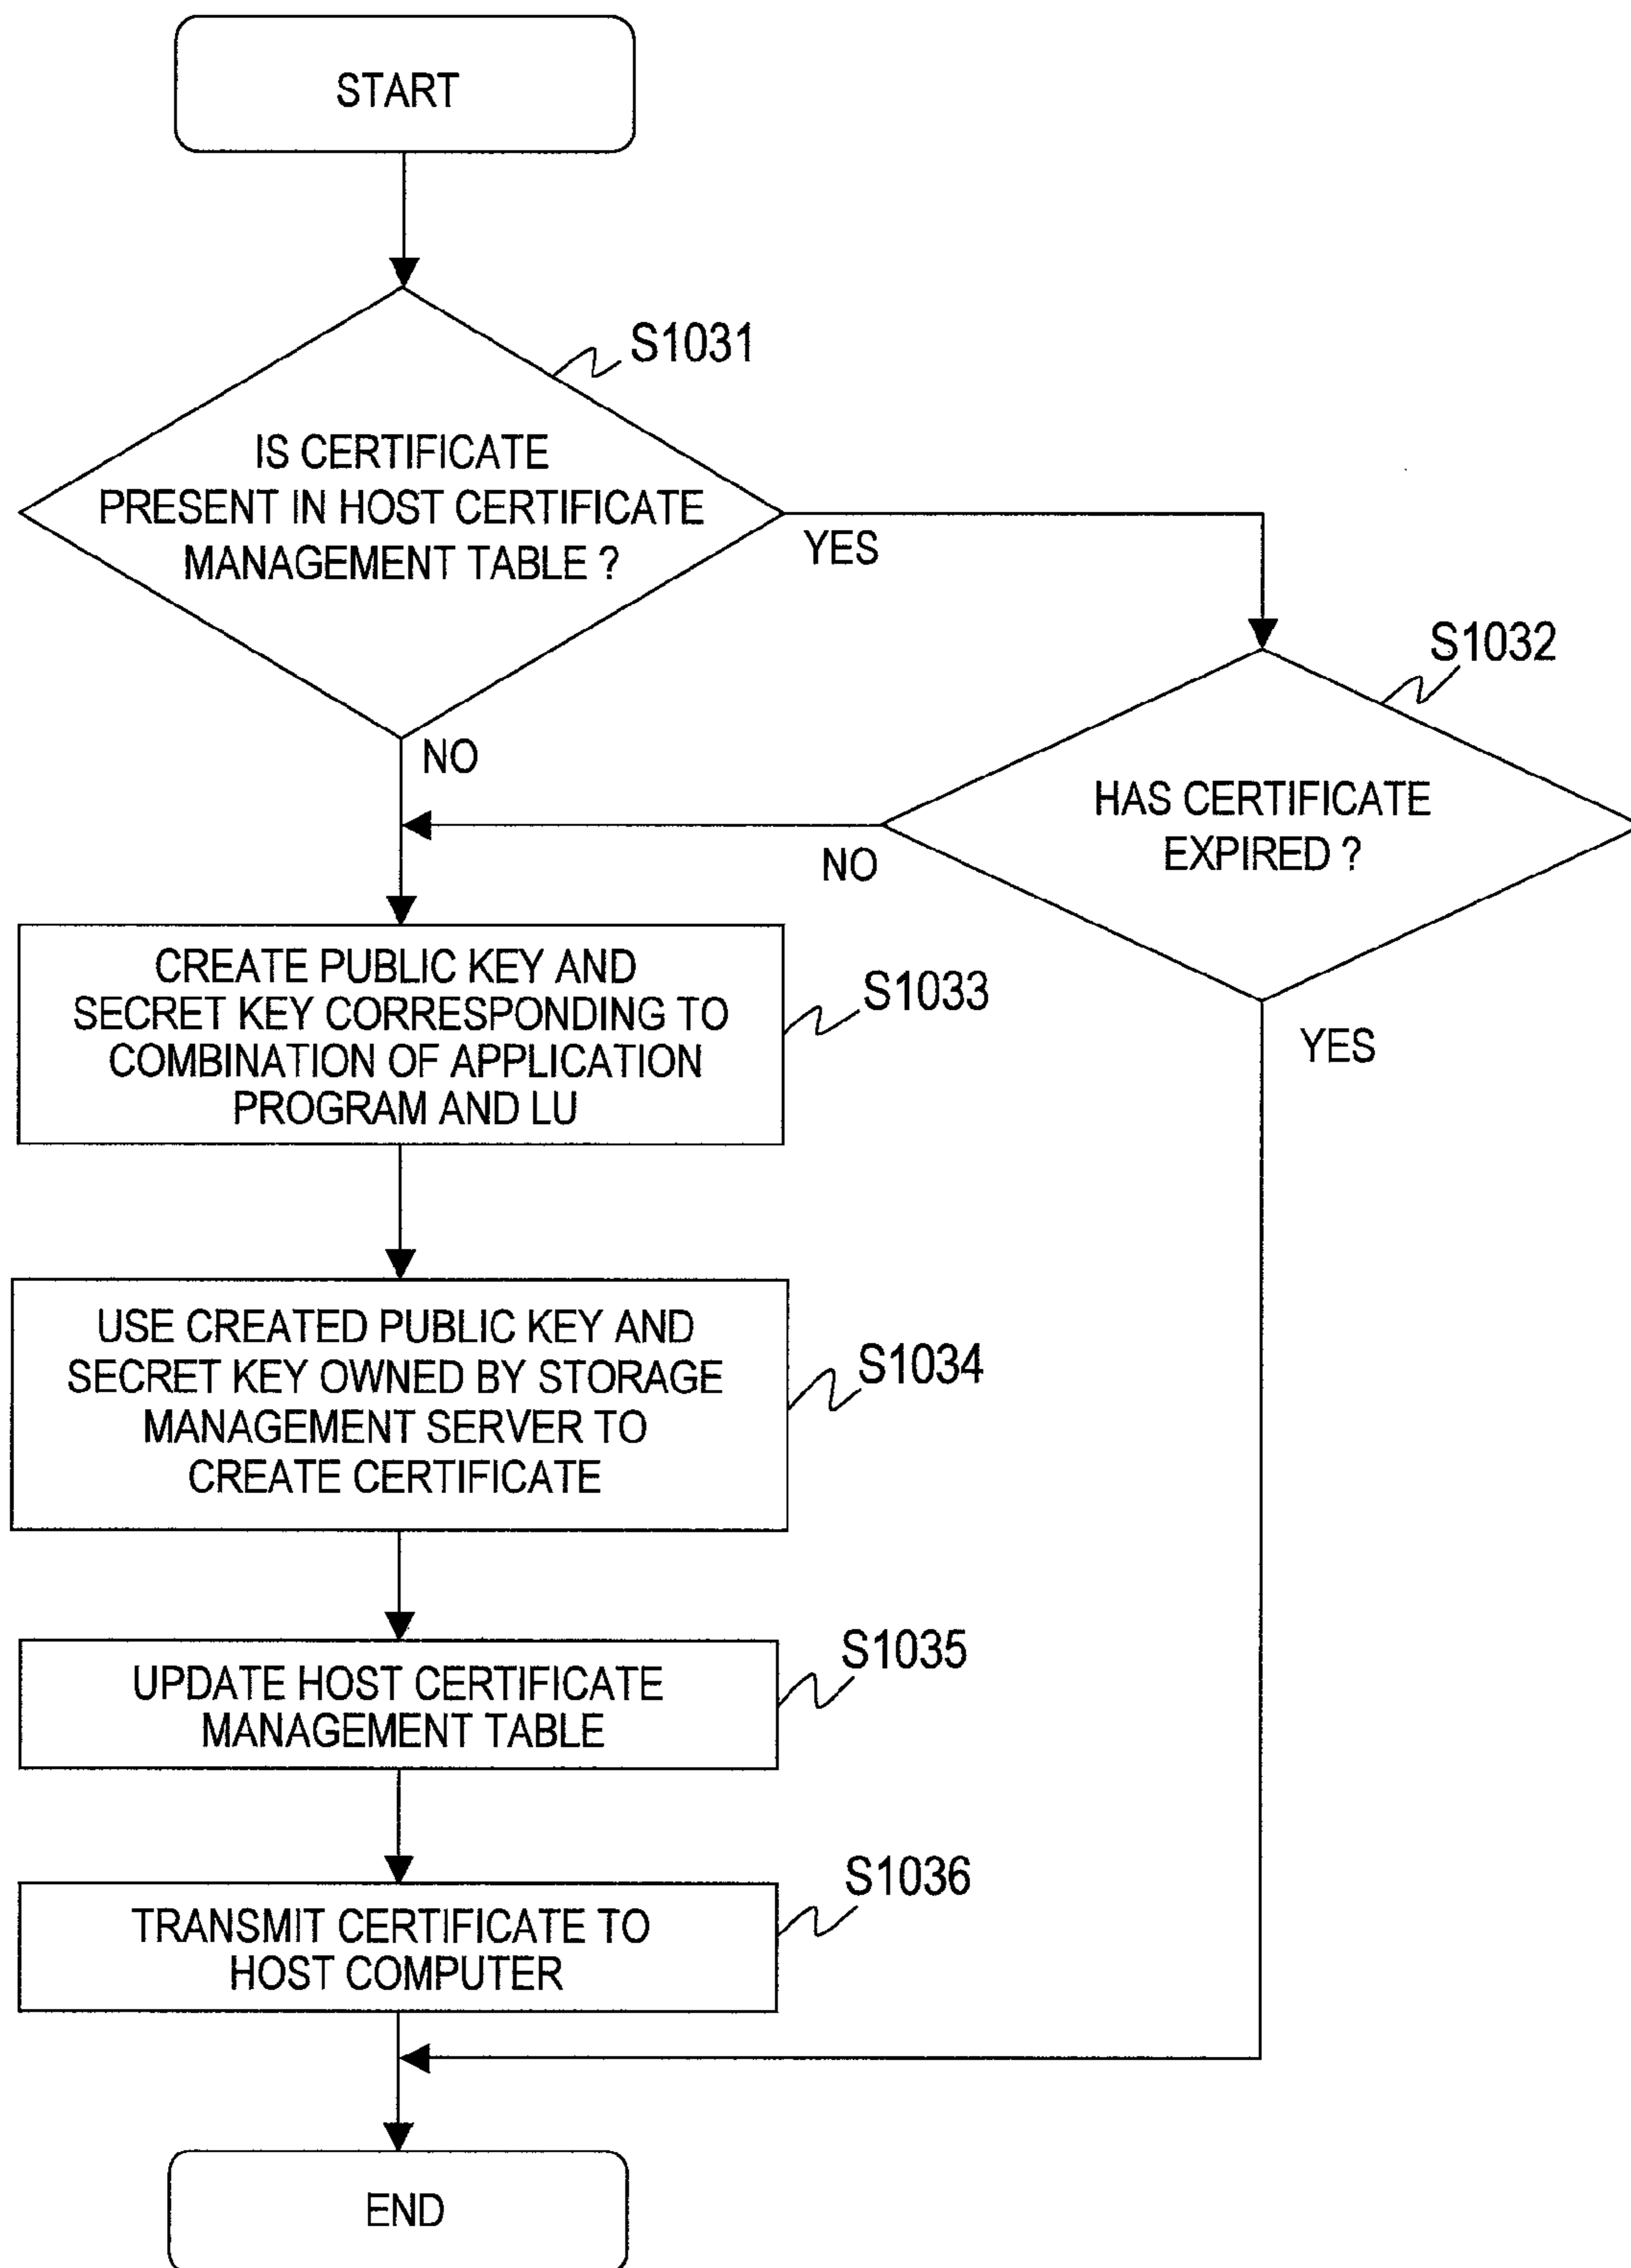 START
S1031
IS CERTIFICATE
PRESENT IN HOST CERTIFICATE
MANAGEMENT TABLE ?
YES
NO
S1032
HAS CERTIFICATE
EXPIRED ?
NO
YES
CREATE PUBLIC KEY AND
SECRET KEY CORRESPONDING TO
COMBINATION OF APPLICATION
PROGRAM AND LU
S1033
USE CREATED PUBLIC KEY AND
SECRET KEY OWNED BY STORAGE
MANAGEMENT SERVER TO
CREATE CERTIFICATE
S1034
UPDATE HOST CERTIFICATE
MANAGEMENT TABLE
S1035
TRANSMIT CERTIFICATE TO
HOST COMPUTER
S1036
END